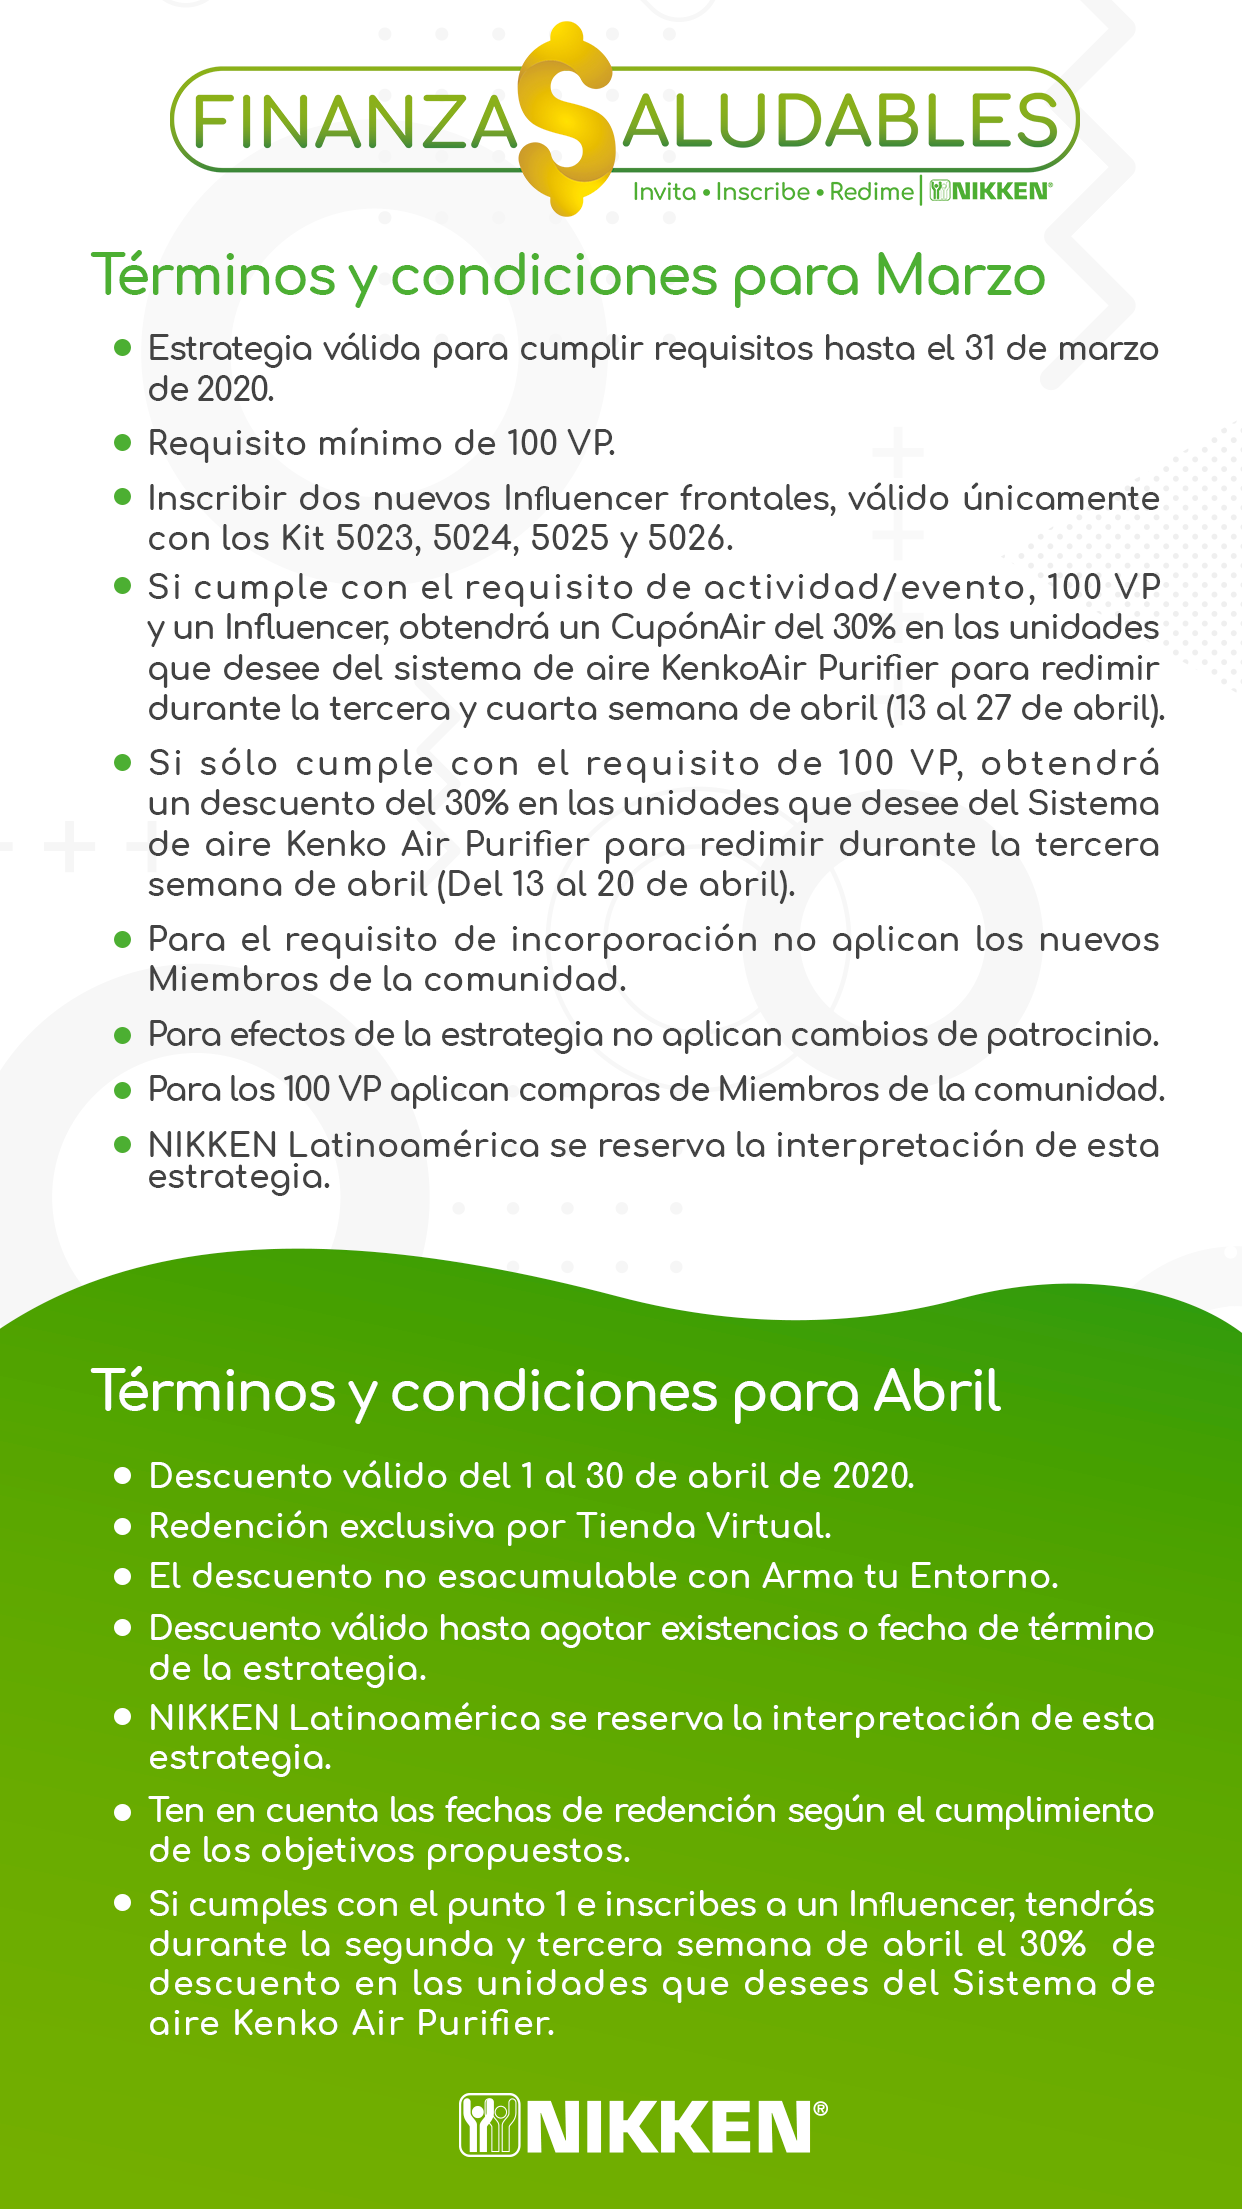 FINANZA$ALUDABLES
Invita • Inscribe • Redime | NIKKEN®
Términos y condiciones para Marzo
• Estrategia válida para cumplir requisitos hasta el 31 de marzo
de 2020.
• Requisito mínimo de 100 VP.
• Inscribir dos nuevos Influencer frontales, válido únicamente
con los Kit 5023, 5024, 5025 y 5026.
• Si cumple con el requisito de actividad/evento, 100 VP
y un Influencer, obtendrá un CupónAir del 30% en las unidades
que desee del sistema de aire KenkoAir Purifier para redimir
durante la tercera y cuarta semana de abril (13 al 27 de abril).
• Si sólo cumple con el requisito de 100 VP, obtendrá
un descuento del 30% en las unidades que desee del Sistema
de aire Kenko Air Purifier para redimir durante la tercera
semana de abril (Del 13 al 20 de abril).
• Para el requisito de incorporación no aplican los nuevos
Miembros de la comunidad.
• Para efectos de la estrategia no aplican cambios de patrocinio.
• Para los 100 VP aplican compras de Miembros de la comunidad.
• NIKKEN Latinoamérica se reserva la interpretación de esta
estrategia.
Términos y condiciones para Abril
• Descuento válido del 1 al 30 de abril de 2020.
• Redención exclusiva por Tienda Virtual.
• El descuento no esacumulable con Arma tu Entorno.
• Descuento válido hasta agotar existencias o fecha de término
de la estrategia.
• NIKKEN Latinoamérica se reserva la interpretación de esta
estrategia.
• Ten en cuenta las fechas de redención según el cumplimiento
de los objetivos propuestos.
• Si cumples con el punto 1 e inscribes a un Influencer, tendrás
durante la segunda y tercera semana de abril el 30% de
descuento en las unidades que desees del Sistema de
aire Kenko Air Purifier.
NIKKEN®